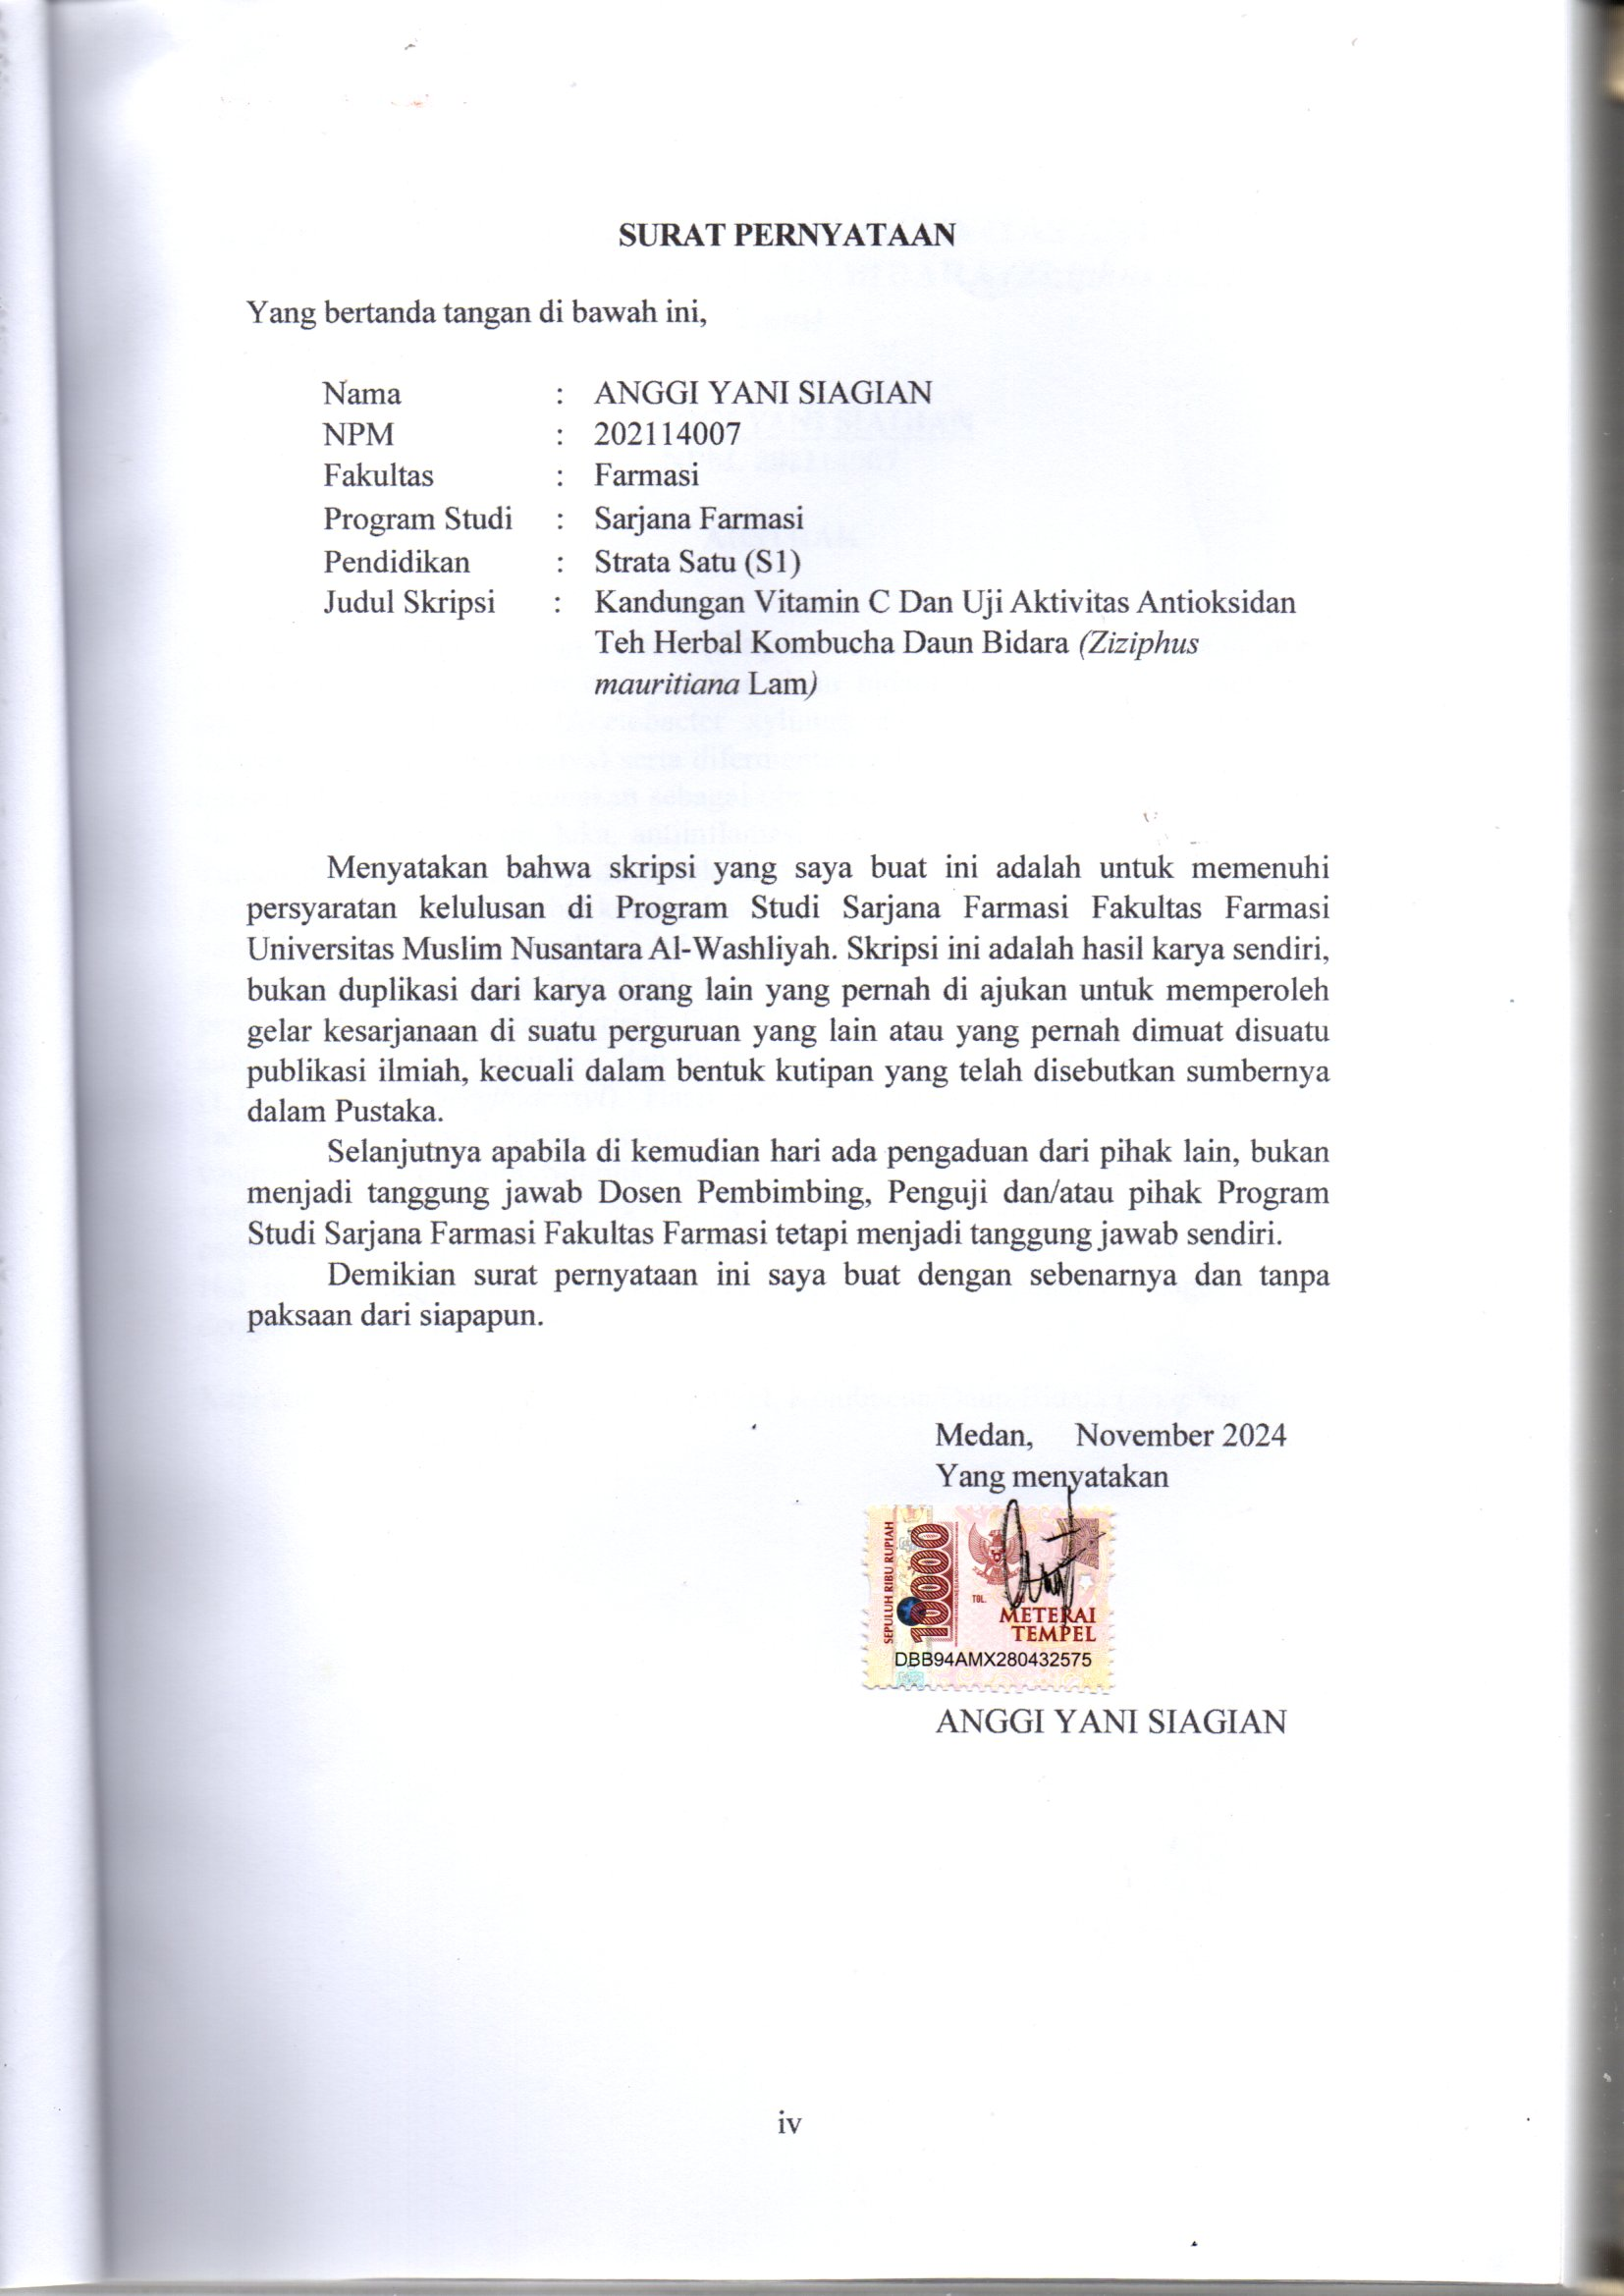 SURAT PERNYATAAN
Yang bertanda tangan di bawah ini,
Nama : ANGGI YANI SIAGIAN
NPM : 202114007
Fakultas : Farmasi
Program Studi : Sarjana Farmasi
Pendidikan : Strata Satu (S1)
Judul Skripsi : Kandungan Vitamin C Dan Uji Aktivitas Antioksidan
Teh Herbal Kombucha Daun Bidara (Ziziphus
mauritiana Lam)
Menyatakan bahwa skripsi yang saya buat ini adalah untuk memenuhi
persyaratan kelulusan di Program Studi Sarjana Farmasi Fakultas Farmasi
Universitas Muslim Nusantara Al-Washliyah. Skripsi ini adalah hasil karya sendiri,
bukan duplikasi dari karya orang lain yang pernah di ajukan untuk memperoleh
gelar kesarjanaan di suatu perguruan yang lain atau yang pernah dimuat disuatu
publikasi ilmiah, kecuali dalam bentuk kutipan yang telah disebutkan sumbernya
dalam Pustaka.
Selanjutnya apabila di kemudian hari ada pengaduan dari pihak lain, bukan
menjadi tanggung jawab Dosen Pembimbing, Penguji dan/atau pihak Program
Studi Sarjana Farmasi Fakultas Farmasi tetapi menjadi tanggung jawab sendiri.
Demikian surat pernyataan ini saya buat dengan sebenarnya dan tanpa
paksaan dari siapapun.
Medan, November 2024
Yang menyatakan
SEPULUH RIBU RUPIAH
10000
TGL.
METERAI
TEMPEL
DBB94AMX280432575
ANGGI YANI SIAGIAN
iv